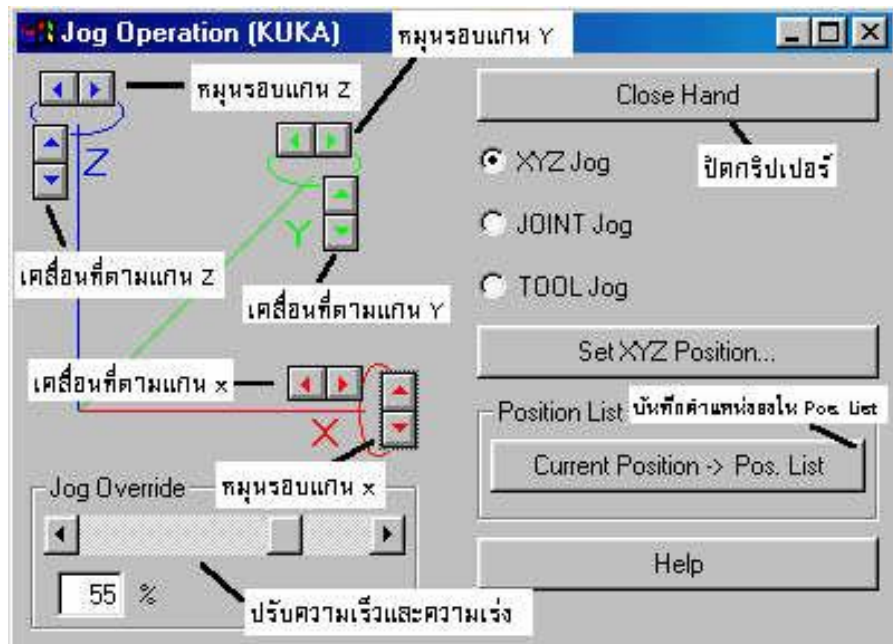 Jog Operation (KUKA)
หมุนรอบแกน Y
หมุนรอบแกน Z
Close Hand
Z
XYZ Jog
ปิดกริปเปอร์
Y
JOINT Jog
เคลื่อนที่ตามแกน Z
TOOL Jog
เคลื่อนที่ตามแกน Y
Set XYZ Position...
เคลื่อนที่ตามแกน x
Position List
บันทึกตำแหน่งลงใน Pos. List
X
Current Position -> Pos. List
Jog Override
หมุนรอบแกน x
Help
55 %
ปรับความเร็วและความเร่ง